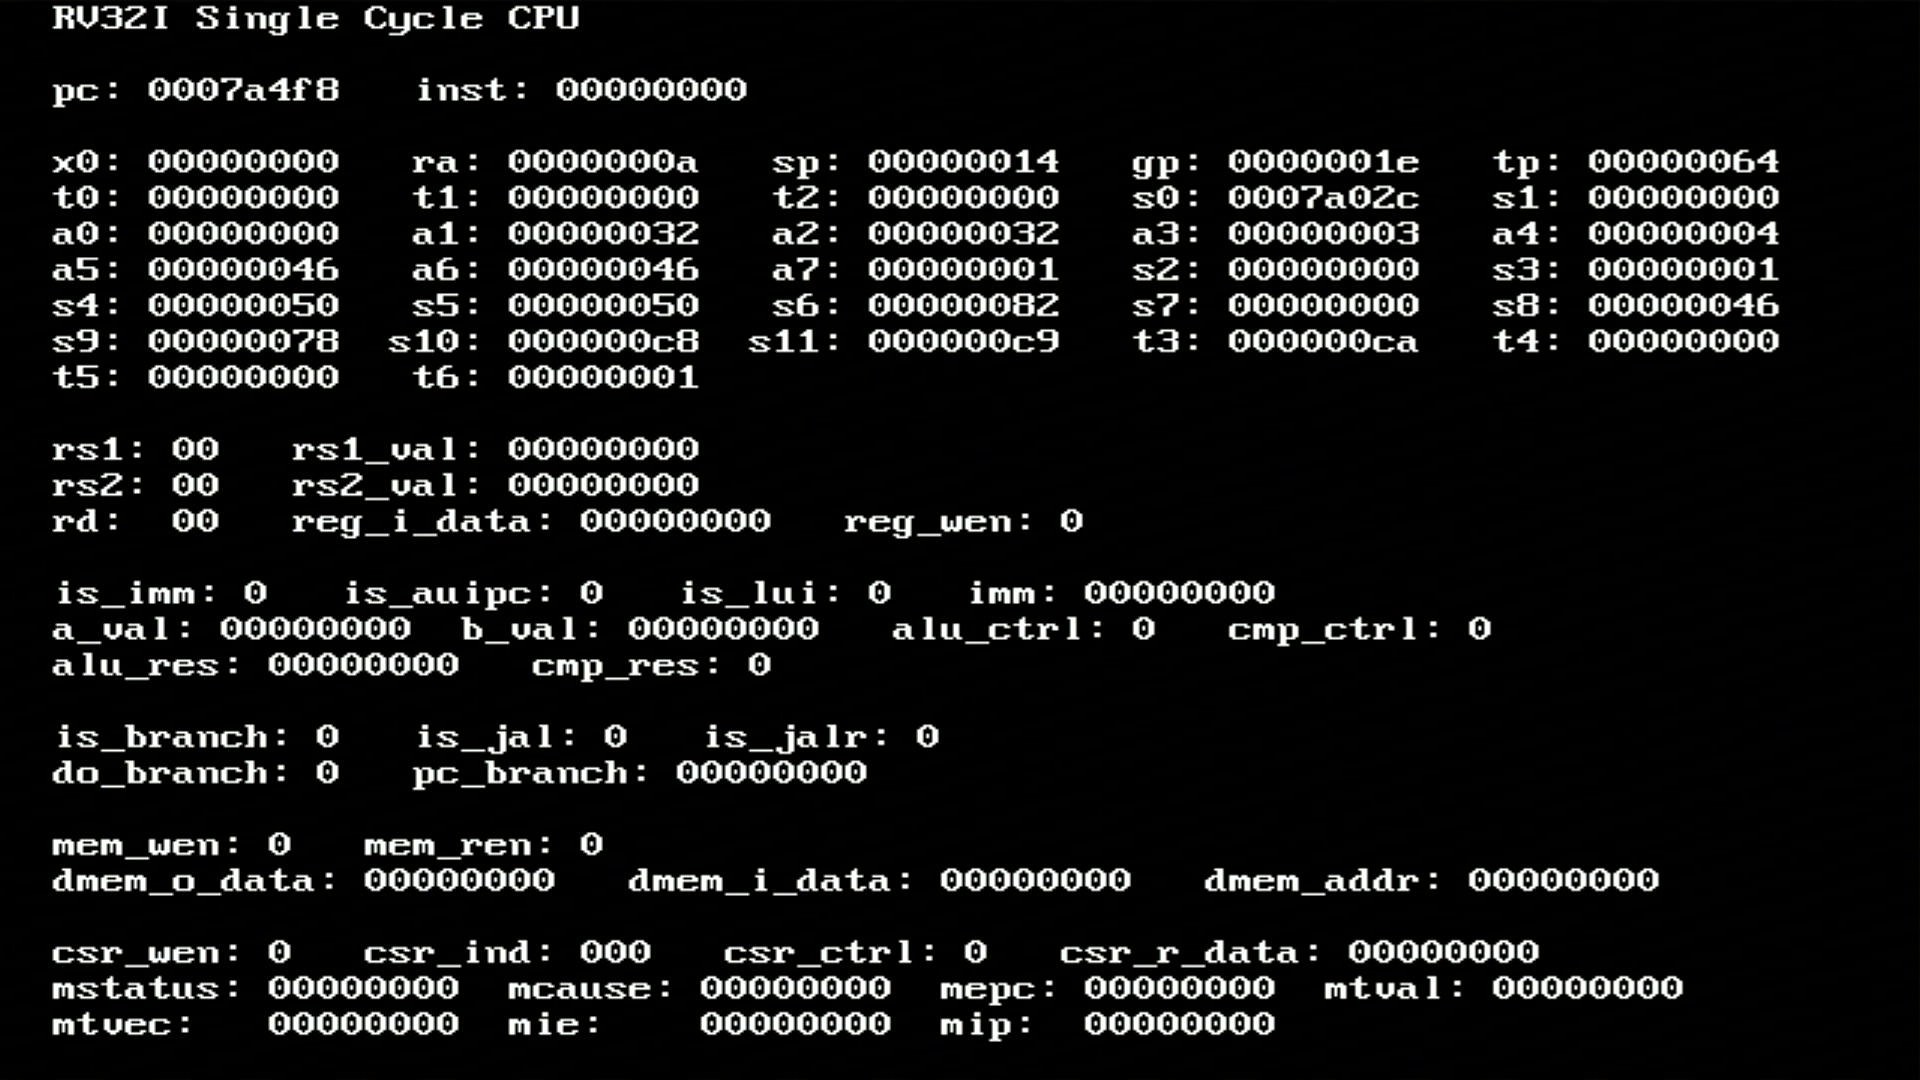 RV32I Single Cycle CPU
pc: 0007a4f8 inst: 00000000
x0: 00000000 ra: 0000000a sp: 00000014 gp: 0000001e tp: 00000064
t0: 00000000 t1: 00000000 t2: 00000000 s0: 0007a02c s1: 00000000
a0: 00000000 a1: 00000032 a2: 00000032 a3: 00000003 a4: 00000004
a5: 00000046 a6: 00000046 a7: 00000001 s2: 00000000 s3: 00000001
s4: 00000050 s5: 00000050 s6: 00000082 s7: 00000000 s8: 00000046
s9: 00000078 s10: 000000c8 s11: 000000c9 t3: 000000ca t4: 00000000
t5: 00000000 t6: 00000001
rs1: 00 rs1_val: 00000000
rs2: 00 rs2_val: 00000000
rd: 00 reg_i_data: 00000000 reg_wen: 0
is_imm: 0 is_auipc: 0 is_lui: 0 imm: 00000000
a_val: 00000000 b_val: 00000000 alu_ctrl: 0 cmp_ctrl: 0
alu_res: 00000000 cmp_res: 0
is_branch: 0 is_jal: 0 is_jalr: 0
do_branch: 0 pc_branch: 00000000
mem_wen: 0 mem_ren: 0
dmem_o_data: 00000000 dmem_i_data: 00000000 dmem_addr: 00000000
csr_wen: 0 csr_ind: 000 csr_ctrl: 0 csr_r_data: 00000000
mstatus: 00000000 mcause: 00000000 mepc: 00000000 mtval: 00000000
mtvec: 00000000 mie: 00000000 mip: 00000000